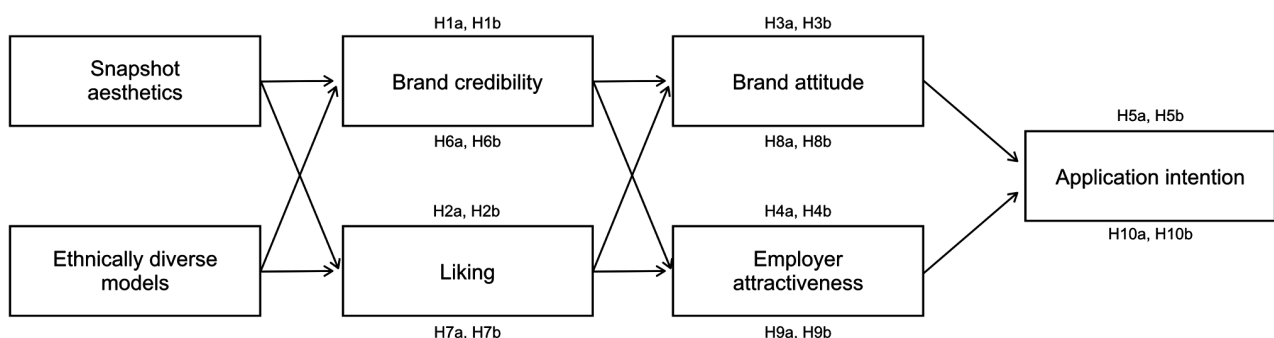 H1a, H1b
H3a, H3b
Snapshot
aesthetics
Brand credibility
Brand attitude
H5a, H5b
H6a, H6b
H8a, H8b
Application intention
H2a, H2b
H4a, H4b
H10a, H10b
Ethnically diverse
models
Liking
Employer
attractiveness
H7a, H7b
H9a, H9b